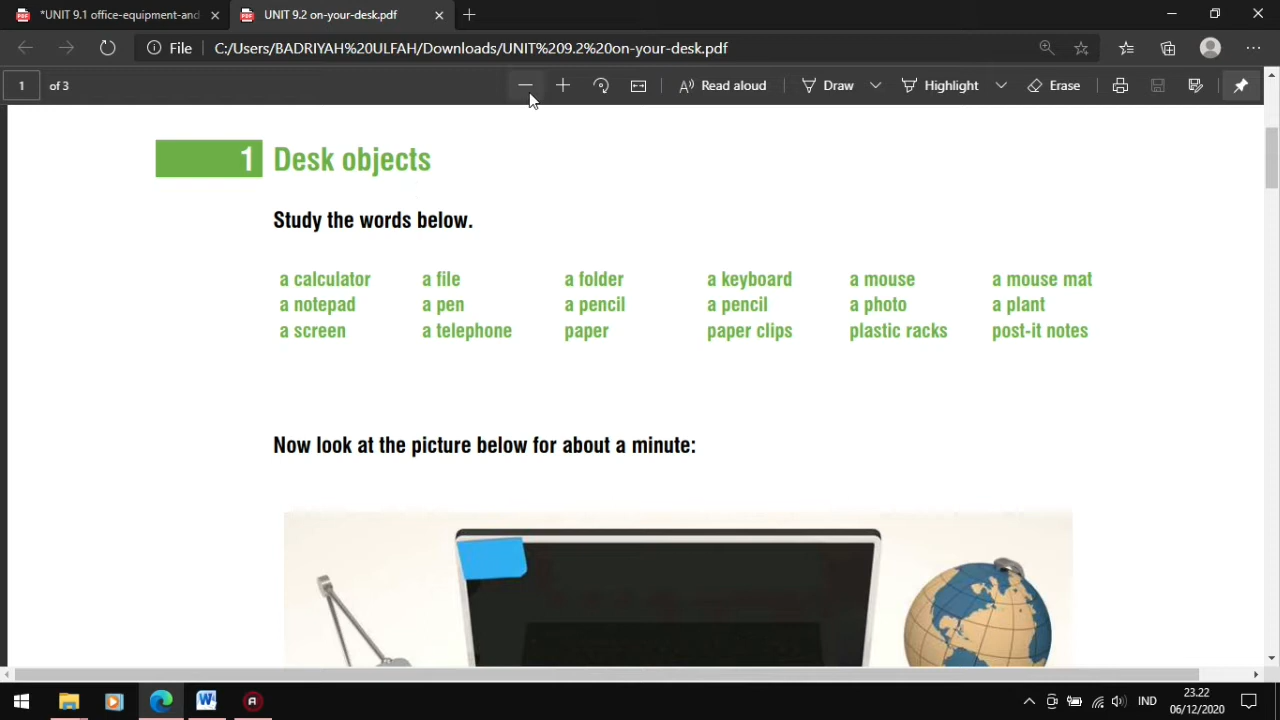 *UNIT 9.1 office-equipment-and
UNIT 9.2 on-your-desk.pdf
File C:/Users/BADRIYAH%20ULFAH/Downloads/UNIT%209.2%20on-your-desk.pdf
1 of 3 Read aloud Draw Highlight Erase
1 Desk objects
Study the words below.
a calculator a file a folder a keyboard a mouse a mouse mat
a notepad a pen a pencil a pencil a photo a plant
a screen a telephone paper paper clips plastic racks post-it notes
Now look at the picture below for about a minute:
IND
23.22
06/12/2020